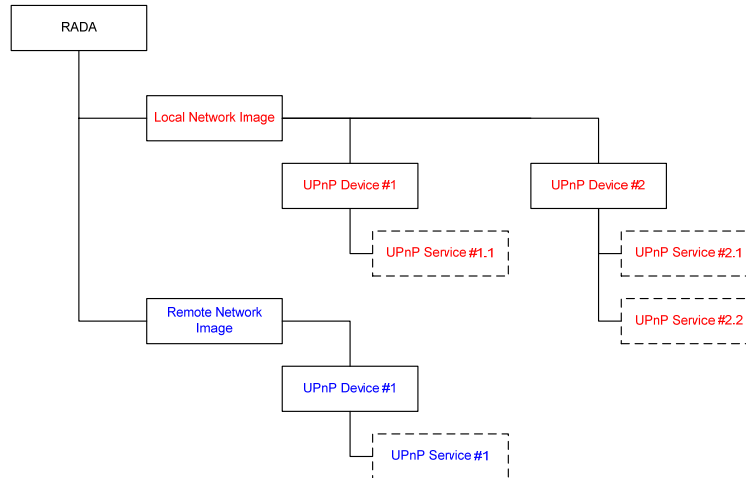 RADA
Local Network Image
UPnP Device #1
UPnP Device #2
UPnP Service #1.1
UPnP Service #2.1
UPnP Service #2.2
Remote Network
Image
UPnP Device #1
UPnP Service #1